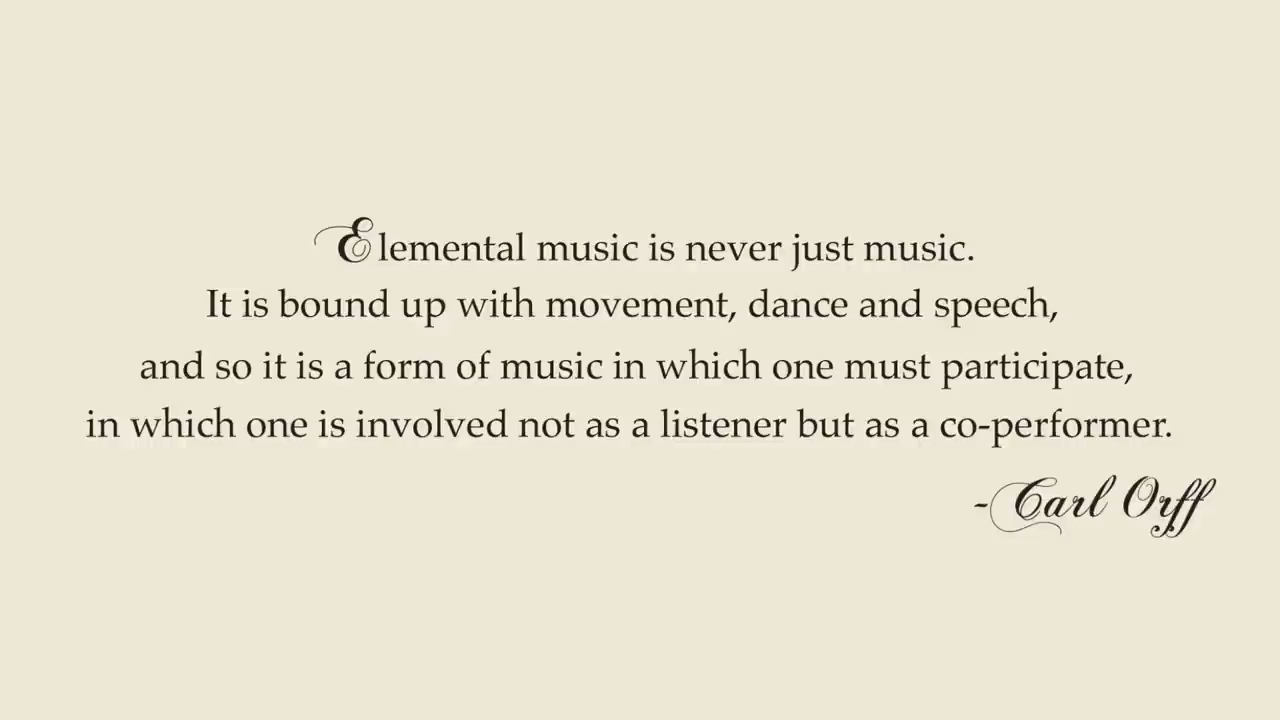 Elemental music is never just music.
It is bound up with movement, dance and speech,
and so it is a form of music in which one must participate,
in which one is involved not as a listener but as a co-performer.
-Carl Orff